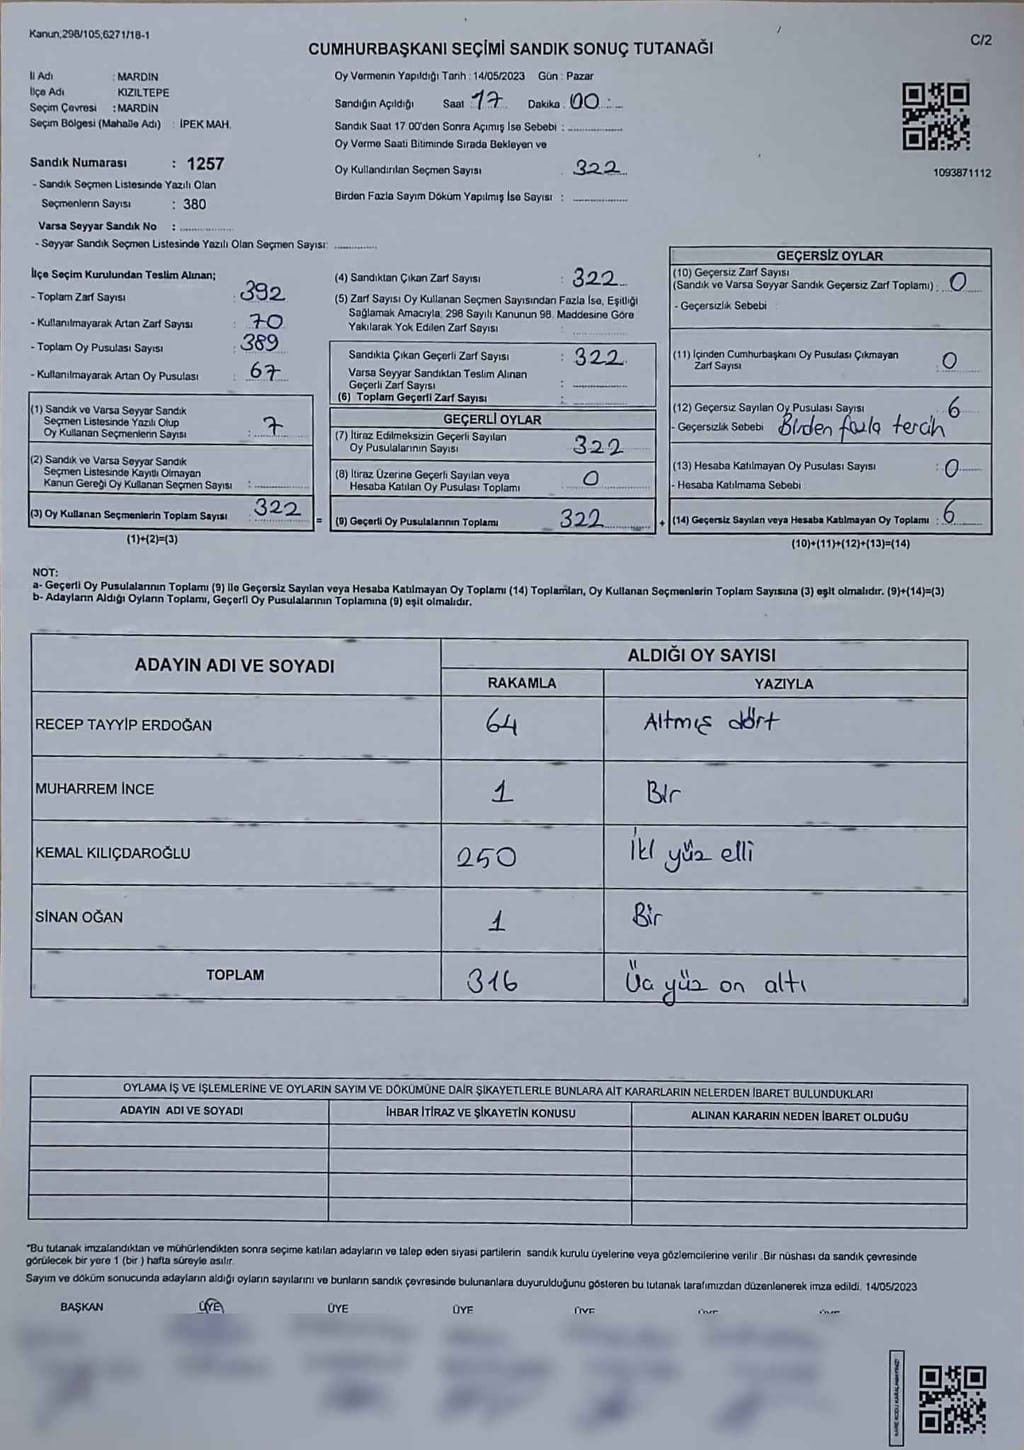 Kanun,298/105,6271/18-1
C/2
CUMHURBAŞKANI SEÇİMİ SANDIK SONUÇ TUTANAĞI
İl Adı : MARDİN
İlçe Adı KIZILTEPE
Seçim Çevresi : MARDİN
Seçim Bölgesi (Mahalle Adı) : İPEK MAH.
Sandık Numarası : 1257
- Sandık Seçmen Listesinde Yazılı Olan
Seçmenlerin Sayısı : 380
Varsa Seyyar Sandık No :
- Seyyar Sandık Seçmen Listesinde Yazılı Olan Seçmen Sayısı:
Oy Vermenin Yapıldığı Tarih : 14/05/2023 Gün : Pazar
Sandığın Açıldığı Saat 17 Dakika 00
Sandık Saat 17 00'den Sonra Açımış İse Sebebi :
Oy Verme Saati Bitiminde Sırada Bekleyen ve
Oy Kullandırılan Seçmen Sayısı 322
Birden Fazla Sayım Döküm Yapılmış İse Sayısı :
1093871112
İlçe Seçim Kurulundan Teslim Alınan;
- Toplam Zarf Sayısı : 392
- Kullanılmayarak Artan Zarf Sayısı : 70
- Toplam Oy Pusulası Sayısı : 389
- Kullanılmayarak Artan Oy Pusulası : 67
(1) Sandık ve Varsa Seyyar Sandık
Seçmen Listesinde Yazılı Olup
Oy Kullanan Seçmenlerin Sayısı : 7
(2) Sandık ve Varsa Seyyar Sandık
Seçmen Listesinde Kayıtlı Olmayan
Kanun Gereği Oy Kullanan Seçmen Sayısı :
(3) Oy Kullanan Seçmenlerin Toplam Sayısı 322
(1)+(2)=(3)
(4) Sandıktan Çıkan Zarf Sayısı : 322
(5) Zarf Sayısı Oy Kullanan Seçmen Sayısından Fazla İse, Eşitliği
Sağlamak Amacıyla; 298 Sayılı Kanunun 98. Maddesine Göre
Yakılarak Yok Edilen Zarf Sayısı
Sandıkta Çıkan Geçerli Zarf Sayısı : 322
Varsa Seyyar Sandıktan Teslim Alınan
Geçerli Zarf Sayısı :
(6) Toplam Geçerli Zarf Sayısı :
GEÇERLİ OYLAR
(7) İtiraz Edilmeksizin Geçerli Sayılan
Oy Pusulalarının Sayısı 322
(8) İtiraz Üzerine Geçerli Sayılan veya
Hesaba Katılan Oy Pusulası Toplamı 0
= (9) Geçerli Oy Pusulalarının Toplamı 322
GEÇERSİZ OYLAR
(10) Geçersiz Zarf Sayısı
(Sandık ve Varsa Seyyar Sandık Geçersiz Zarf Toplamı) . 0
- Geçersizlik Sebebi :
(11) İçinden Cumhurbaşkanı Oy Pusulası Çıkmayan
Zarf Sayısı 0
(12) Geçersiz Sayılan Oy Pusulası Sayısı 6
- Geçersizlik Sebebi Birden fazla tercih
(13) Hesaba Katılmayan Oy Pusulası Sayısı : 0
- Hesaba Katılmama Sebebi
+ (14) Geçersiz Sayılan veya Hesaba Katılmayan Oy Toplamı : 6
(10)+(11)+(12)+(13)=(14)
NOT:
a- Geçerli Oy Pusulalarının Toplamı (9) ile Geçersiz Sayılan veya Hesaba Katılmayan Oy Toplamı (14) Toplamları, Oy Kullanan Seçmenlerin Toplam Sayısına (3) eşit olmalıdır. (9)+(14)=(3)
b- Adayların Aldığı Oyların Toplamı, Geçerli Oy Pusulalarının Toplamına (9) eşit olmalıdır.
ADAYIN ADI VE SOYADI
ALDIĞI OY SAYISI
RAKAMLA YAZIYLA
RECEP TAYYİP ERDOĞAN 64 Altmış dört
MUHARREM İNCE 1 Bir
KEMAL KILIÇDAROĞLU 250 İki yüz elli
SİNAN OĞAN 1 Bir
TOPLAM 316 Üç yüz on altı
OYLAMA İŞ VE İŞLEMLERİNE VE OYLARIN SAYIM VE DÖKÜMÜNE DAİR ŞİKAYETLERLE BUNLARA AİT KARARLARIN NELERDEN İBARET BULUNDUKLARI
ADAYIN ADI VE SOYADI İHBAR İTİRAZ VE ŞİKAYETİN KONUSU ALINAN KARARIN NEDEN İBARET OLDUĞU
*Bu tutanak imzalandıktan ve mühürlendikten sonra seçime katılan adayların ve talep eden siyasi partilerin sandık kurulu üyelerine veya gözlemcilerine verilir .Bir nüshası da sandık çevresinde
görülecek bir yere 1 (bir ) hafta süreyle asılır.
Sayım ve döküm sonucunda adayların aldığı oyların sayılarını ve bunların sandık çevresinde bulunanlara duyurulduğunu gösteren bu tutanak tarafımızdan düzenlenerek imza edildi. 14/05/2023
BAŞKAN ÜYE ÜYE ÜYE ÜYE